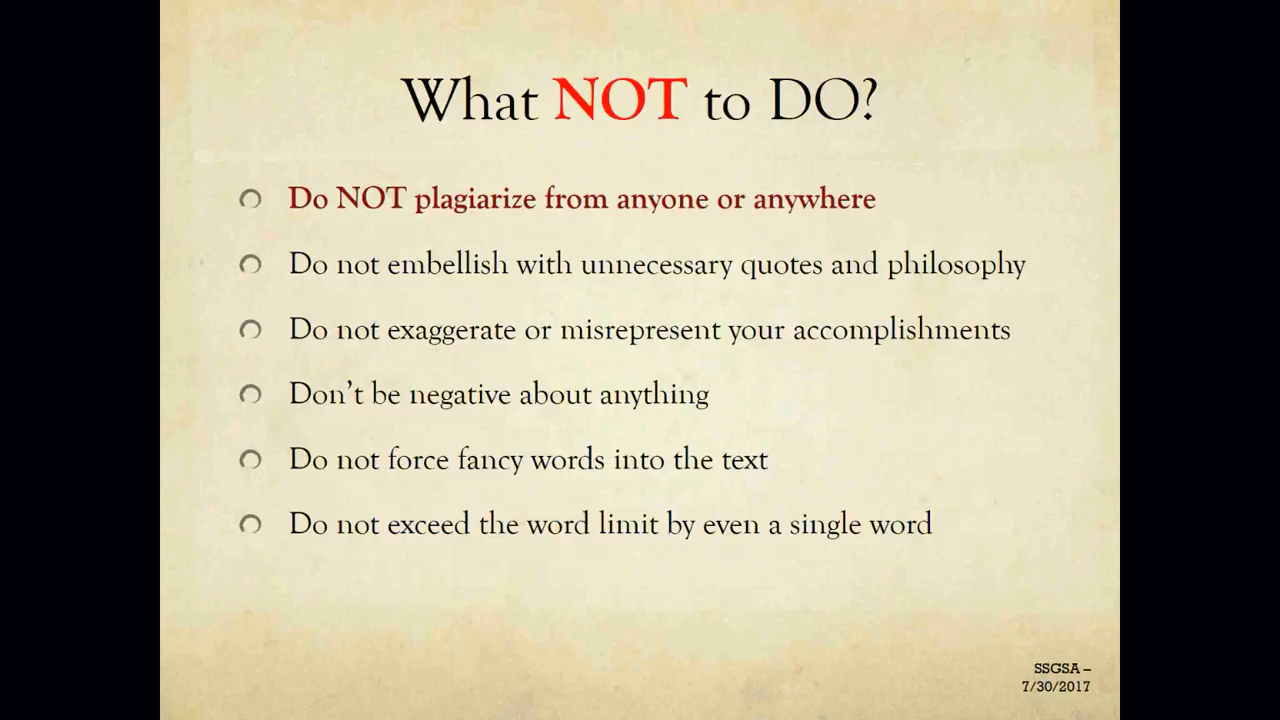 What NOT to DO?
Do NOT plagiarize from anyone or anywhere
Do not embellish with unnecessary quotes and philosophy
Do not exaggerate or misrepresent your accomplishments
Don't be negative about anything
Do not force fancy words into the text
Do not exceed the word limit by even a single word
SSGSA –
7/30/2017